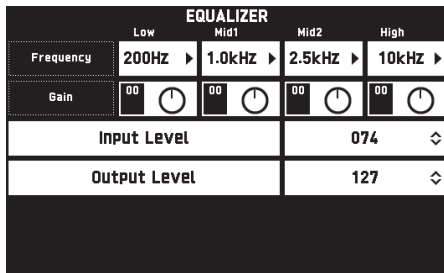 EQUALIZER
Low Mid1 Mid2 High
Frequency 200Hz 1.0kHz 2.5kHz 10kHz
Gain 00 00 00 00
Input Level 074
Output Level 127